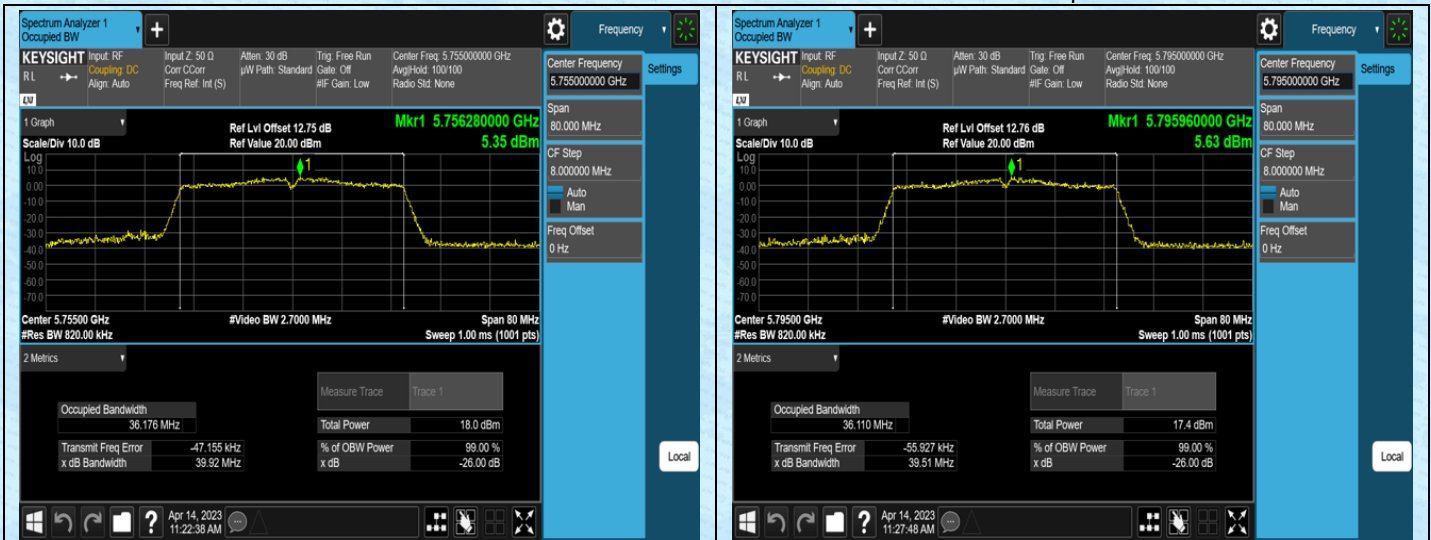 Spectrum Analyzer 1
Occupied BW
+
Frequency
KEYSIGHT
Input: RF
Input Z: 50 Ω
Atten: 30 dB
Trig: Free Run
Center Freq: 5.755000000 GHz
R L
Coupling: DC
Corr CCorr
µW Path: Standard
Gate: Off
Avg|Hold: 100/100
Align: Auto
Freq Ref: Int (S)
#IF Gain: Low
Radio Std: None
LXI
Center Frequency
5.755000000 GHz
Settings
Span
80.000 MHz
CF Step
8.000000 MHz
Auto
Man
Freq Offset
0 Hz
Local
1 Graph
Ref Lvl Offset 12.75 dB
Mkr1 5.756280000 GHz
Scale/Div 10.0 dB
Ref Value 20.00 dBm
5.35 dBm
Log
1
10.0
0.00
-10.0
-20.0
-30.0
-40.0
-50.0
-60.0
-70.0
Center 5.75500 GHz
#Video BW 2.7000 MHz
Span 80 MHz
#Res BW 820.00 kHz
Sweep 1.00 ms (1001 pts)
2 Metrics
Measure Trace Trace 1
Occupied Bandwidth
36.176 MHz
Total Power 18.0 dBm
Transmit Freq Error -47.155 kHz
% of OBW Power 99.00 %
x dB Bandwidth 39.92 MHz
x dB -26.00 dB
?
Apr 14, 2023
11:22:38 AM
Spectrum Analyzer 1
Occupied BW
+
Frequency
KEYSIGHT
Input: RF
Input Z: 50 Ω
Atten: 30 dB
Trig: Free Run
Center Freq: 5.795000000 GHz
R L
Coupling: DC
Corr CCorr
µW Path: Standard
Gate: Off
Avg|Hold: 100/100
Align: Auto
Freq Ref: Int (S)
#IF Gain: Low
Radio Std: None
LXI
Center Frequency
5.795000000 GHz
Settings
Span
80.000 MHz
CF Step
8.000000 MHz
Auto
Man
Freq Offset
0 Hz
Local
1 Graph
Ref Lvl Offset 12.76 dB
Mkr1 5.795960000 GHz
Scale/Div 10.0 dB
Ref Value 20.00 dBm
5.63 dBm
Log
1
10.0
0.00
-10.0
-20.0
-30.0
-40.0
-50.0
-60.0
-70.0
Center 5.79500 GHz
#Video BW 2.7000 MHz
Span 80 MHz
#Res BW 820.00 kHz
Sweep 1.00 ms (1001 pts)
2 Metrics
Measure Trace Trace 1
Occupied Bandwidth
36.110 MHz
Total Power 17.4 dBm
Transmit Freq Error -55.927 kHz
% of OBW Power 99.00 %
x dB Bandwidth 39.51 MHz
x dB -26.00 dB
?
Apr 14, 2023
11:27:48 AM